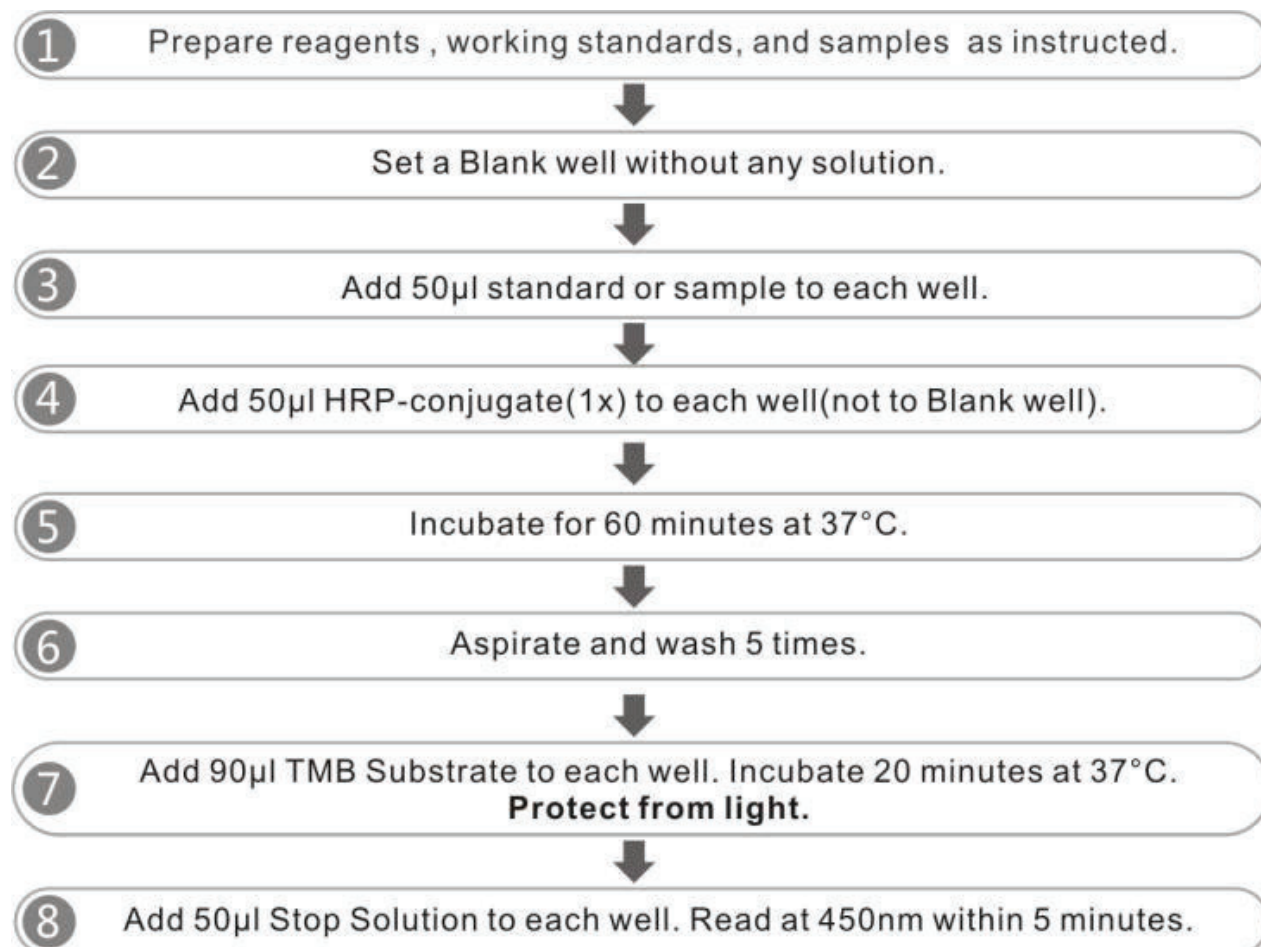 1 Prepare reagents , working standards, and samples as instructed.
2 Set a Blank well without any solution.
3 Add 50µl standard or sample to each well.
4 Add 50µl HRP-conjugate(1x) to each well(not to Blank well).
5 Incubate for 60 minutes at 37°C.
6 Aspirate and wash 5 times.
7 Add 90µl TMB Substrate to each well. Incubate 20 minutes at 37°C.
Protect from light.
8 Add 50µl Stop Solution to each well. Read at 450nm within 5 minutes.